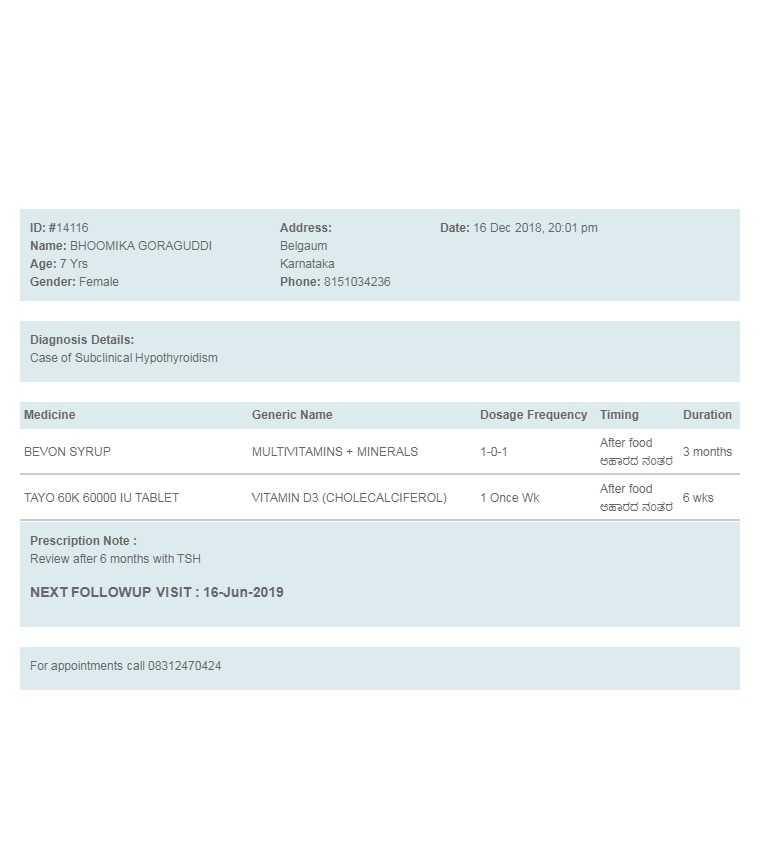 ID: #14116
Name: BHOOMIKA GORAGUDDI
Age: 7 Yrs
Gender: Female
Address:
Belgaum
Karnataka
Phone: 8151034236
Date: 16 Dec 2018, 20:01 pm
Diagnosis Details:
Case of Subclinical Hypothyroidism
Medicine Generic Name Dosage Frequency Timing Duration
BEVON SYRUP MULTIVITAMINS + MINERALS 1-0-1 After food 3 months
ಆಹಾರದ ನಂತರ
TAYO 60K 60000 IU TABLET VITAMIN D3 (CHOLECALCIFEROL) 1 Once Wk After food 6 wks
ಆಹಾರದ ನಂತರ
Prescription Note :
Review after 6 months with TSH
NEXT FOLLOWUP VISIT : 16-Jun-2019
For appointments call 08312470424